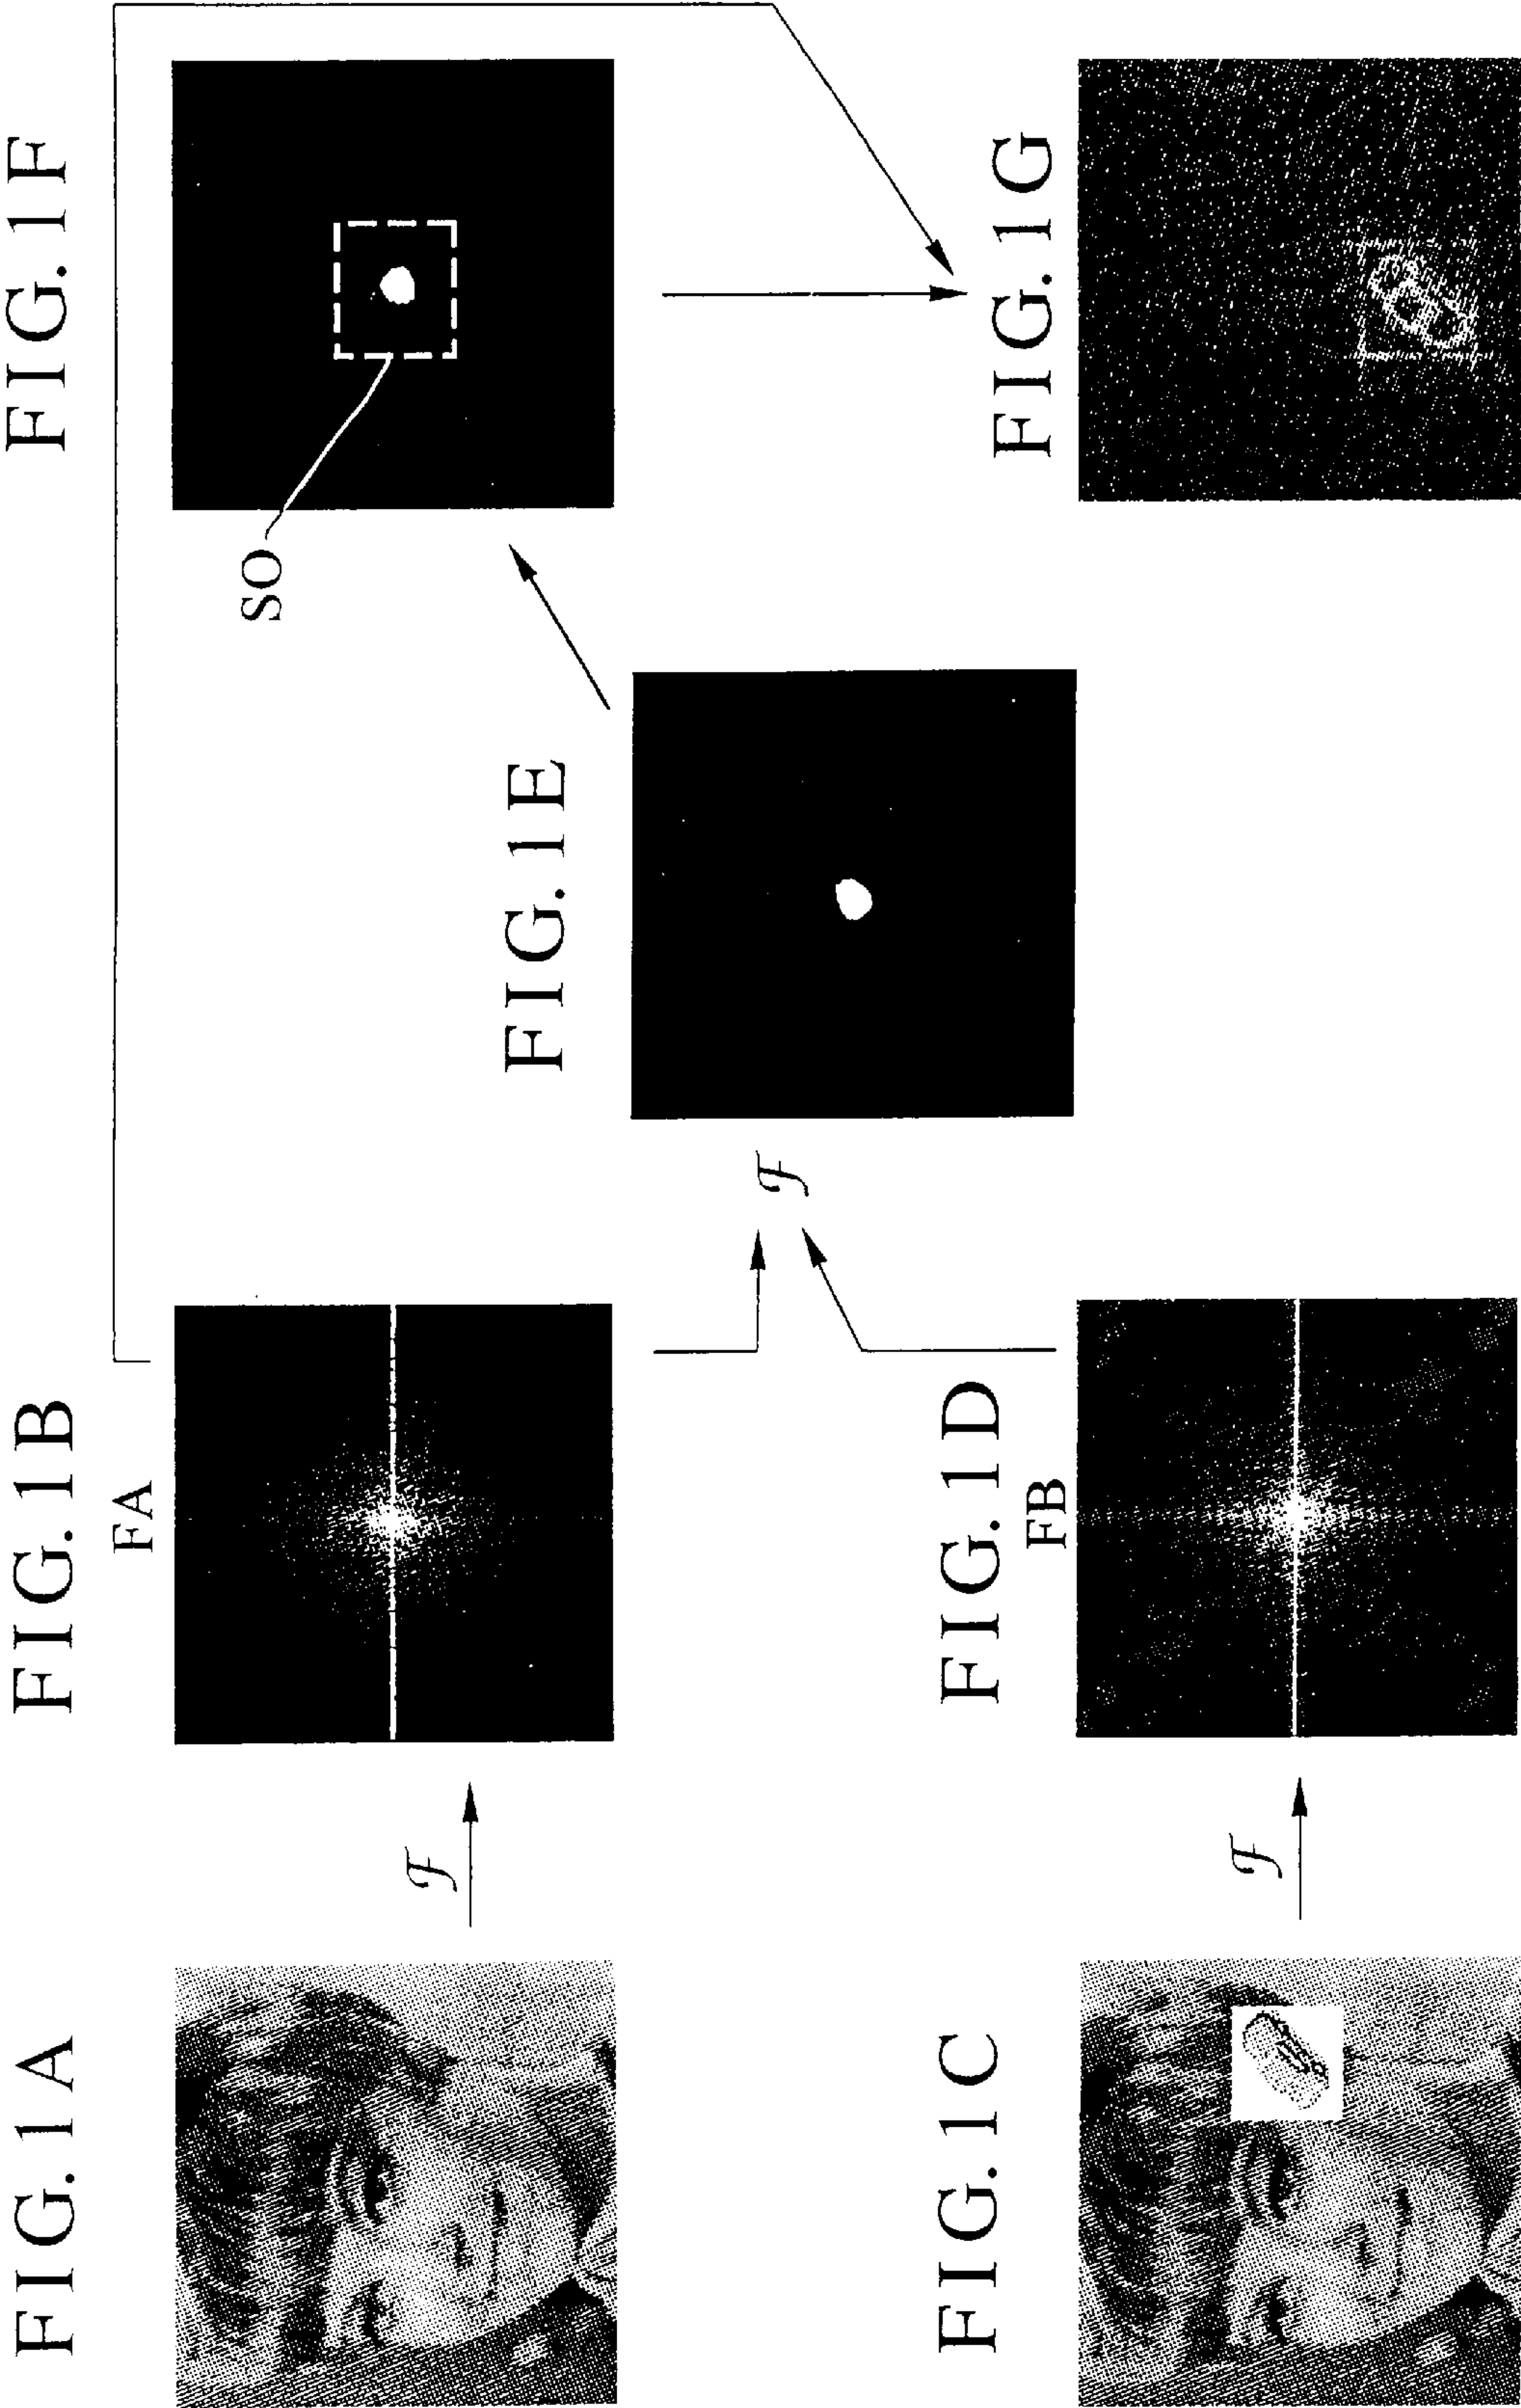 FIG.1A
ℱ
FIG.1B
FA
FIG.1C
ℱ
FIG.1D
FB
ℱ
FIG.1E
FIG.1F
SO
FIG.1G